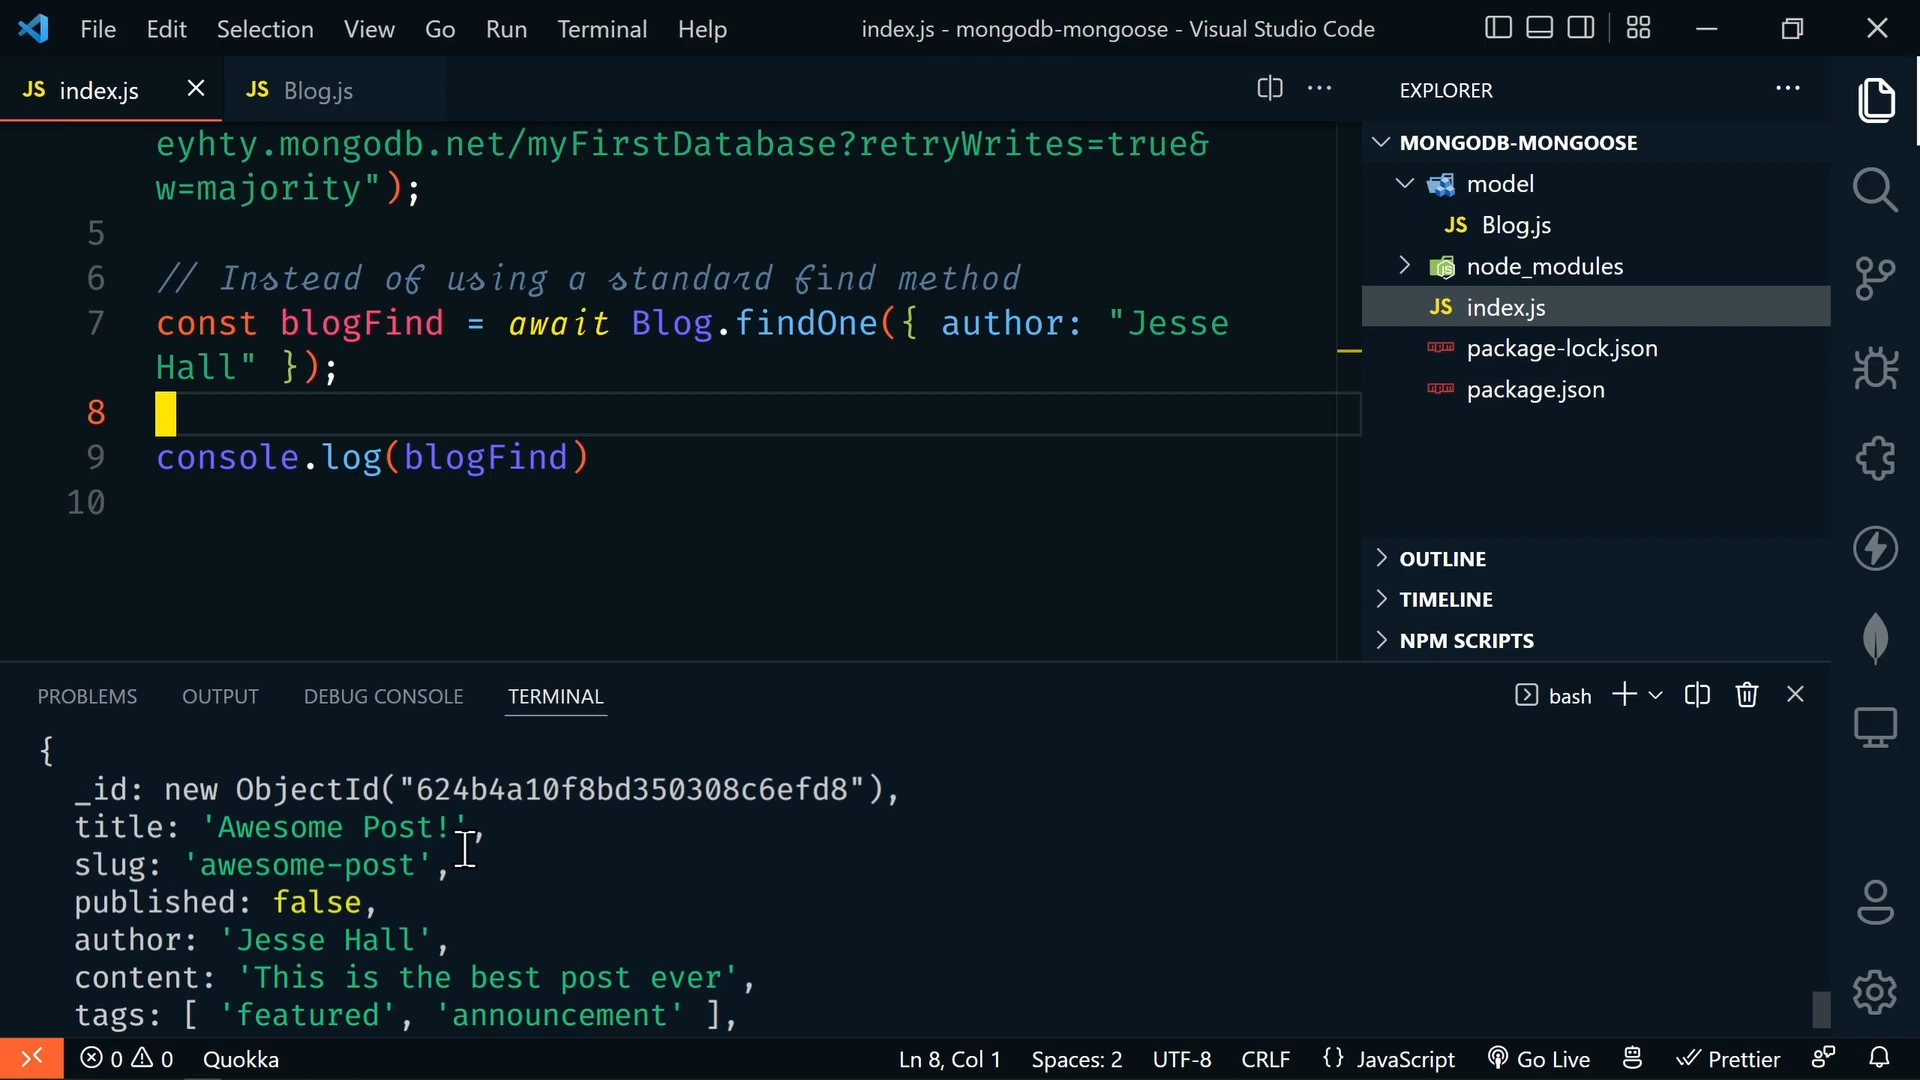 File Edit Selection View Go Run Terminal Help
index.js - mongodb-mongoose - Visual Studio Code
JS index.js
JS Blog.js
eyhty.mongodb.net/myFirstDatabase?retryWrites=true&
w=majority");
5
6 // Instead of using a standard find method
7 const blogFind = await Blog.findOne({ author: "Jesse
Hall" });
8
9 console.log(blogFind)
10
EXPLORER
MONGODB-MONGOOSE
model
JS Blog.js
node_modules
JS index.js
package-lock.json
package.json
OUTLINE
TIMELINE
NPM SCRIPTS
PROBLEMS OUTPUT DEBUG CONSOLE TERMINAL
bash
{
_id: new ObjectId("624b4a10f8bd350308c6efd8"),
title: 'Awesome Post!',
slug: 'awesome-post',
published: false,
author: 'Jesse Hall',
content: 'This is the best post ever',
tags: [ 'featured', 'announcement' ],
0 0 Quokka
Ln 8, Col 1 Spaces: 2 UTF-8 CRLF {} JavaScript Go Live Prettier